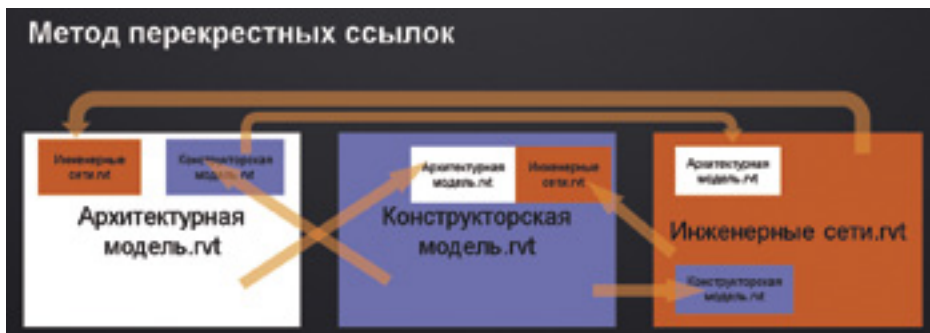 Метод перекрестных ссылок
Инженерные
сети.rvt
Конструкторская
модель.rvt
Архитектурная
модель.rvt
Архитектурная
модель.rvt
Инженерные
сети.rvt
Конструкторская
модель.rvt
Архитектурная
модель.rvt
Инженерные сети.rvt
Конструкторская
модель.rvt